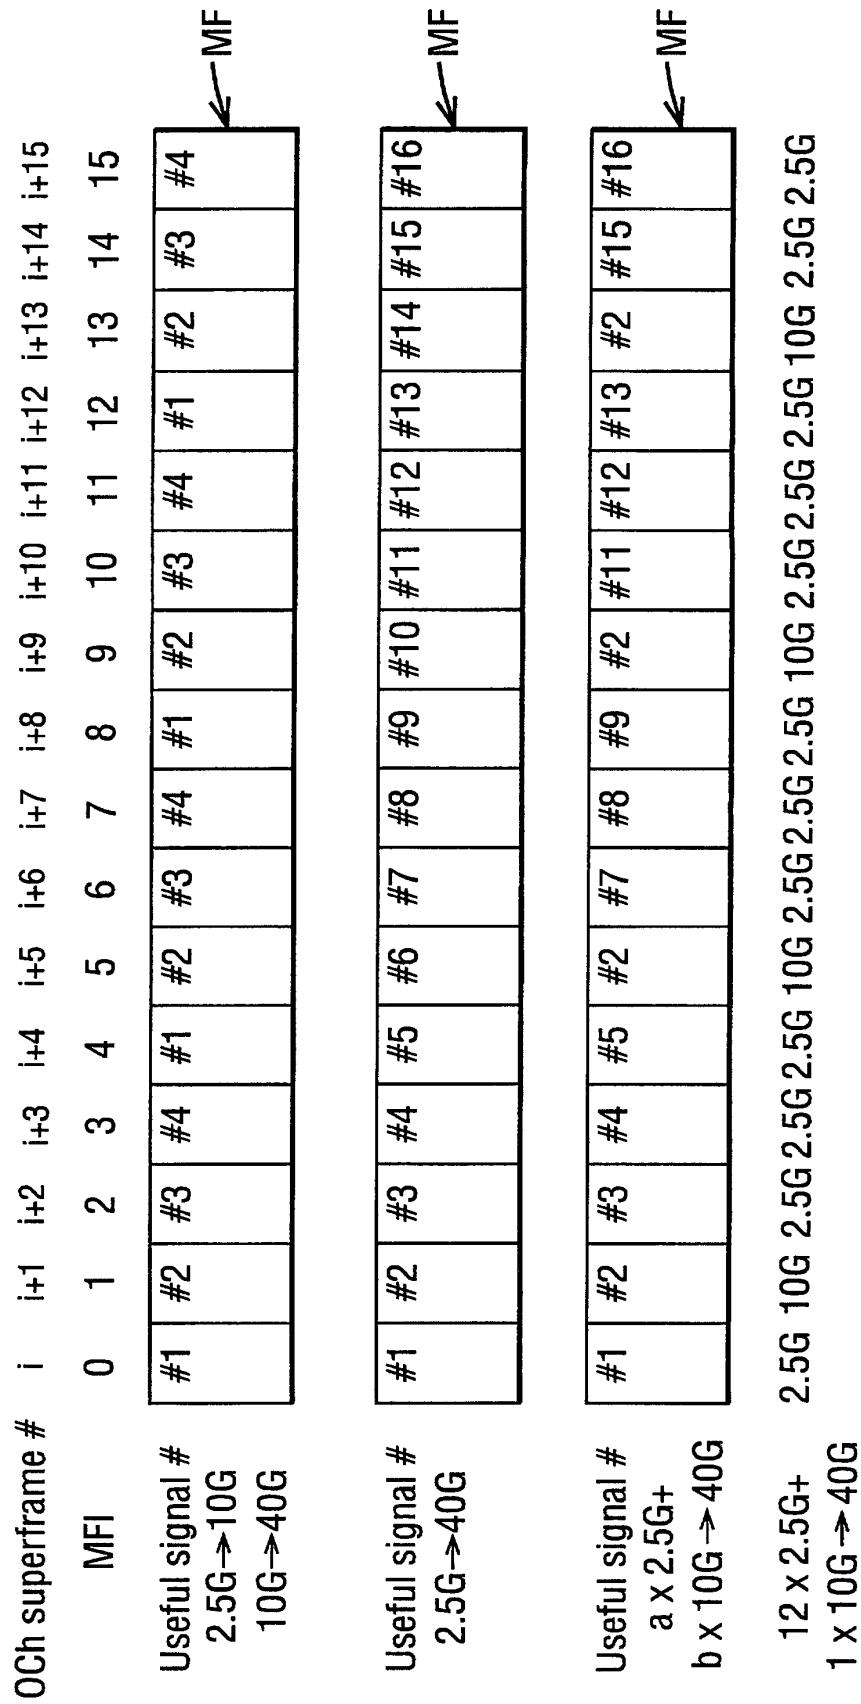 OCh superframe # i i+1 i+2 i+3 i+4 i+5 i+6 i+7 i+8 i+9 i+10 i+11 i+12 i+13 i+14 i+15
MFI 0 1 2 3 4 5 6 7 8 9 10 11 12 13 14 15
Useful signal # #1 #2 #3 #4 #1 #2 #3 #4 #1 #2 #3 #4 #1 #2 #3 #4 MF
2.5G→10G
10G→40G
Useful signal # #1 #2 #3 #4 #5 #6 #7 #8 #9 #10 #11 #12 #13 #14 #15 #16 MF
2.5G→40G
Useful signal # #1 #2 #3 #4 #5 #2 #7 #8 #9 #2 #11 #12 #13 #2 #15 #16 MF
a x 2.5G+
b x 10G→40G
12 x 2.5G+ 2.5G 10G 2.5G 2.5G 2.5G 10G 2.5G 2.5G 2.5G 10G 2.5G 2.5G 2.5G 10G 2.5G 2.5G
1 x 10G→40G